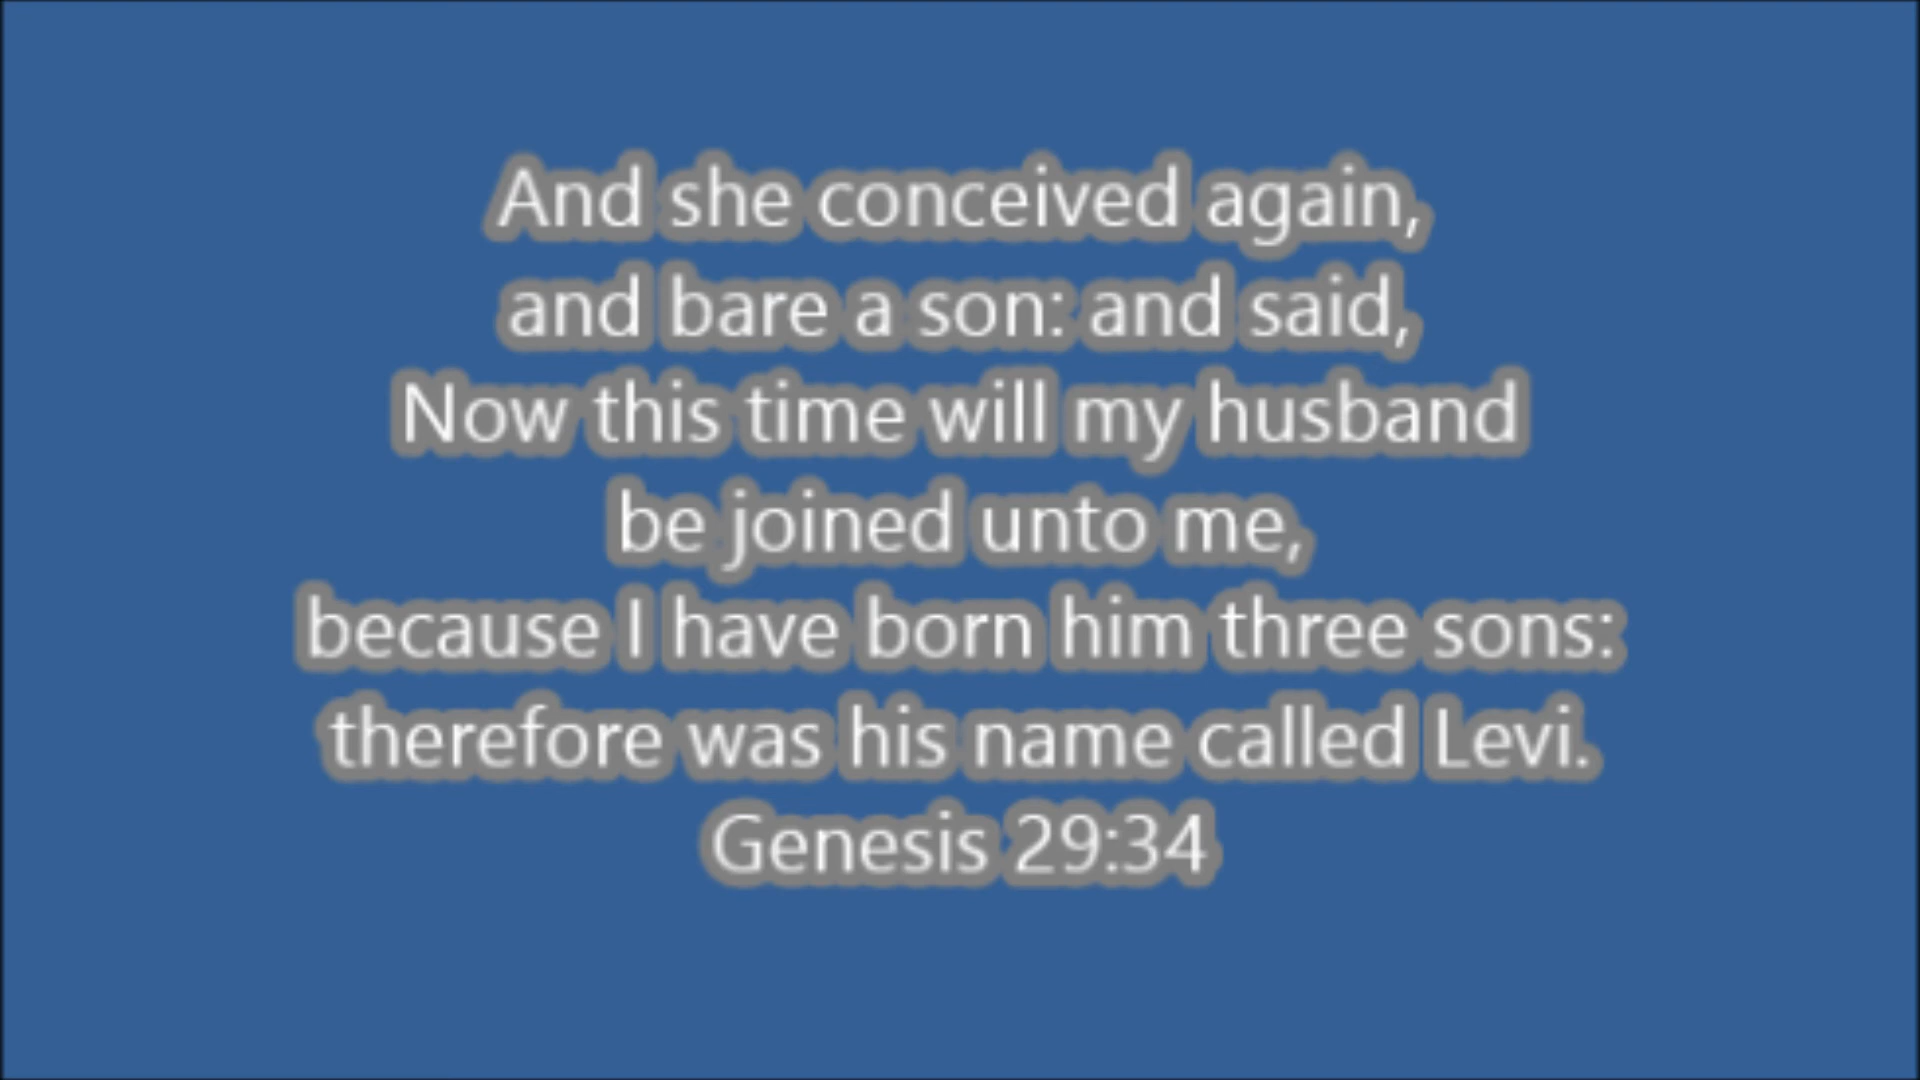 And she conceived again,
and bare a son: and said,
Now this time will my husband
be joined unto me,
because I have born him three sons:
therefore was his name called Levi.
Genesis 29:34